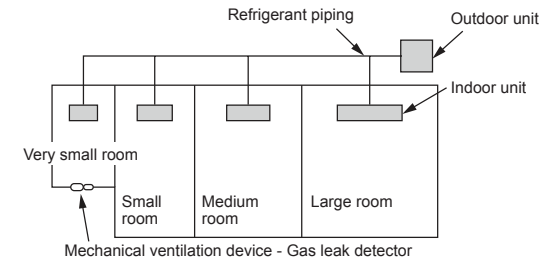 Refrigerant piping
Outdoor unit
Indoor unit
Very small room
Small
room
Medium
room
Large room
Mechanical ventilation device - Gas leak detector